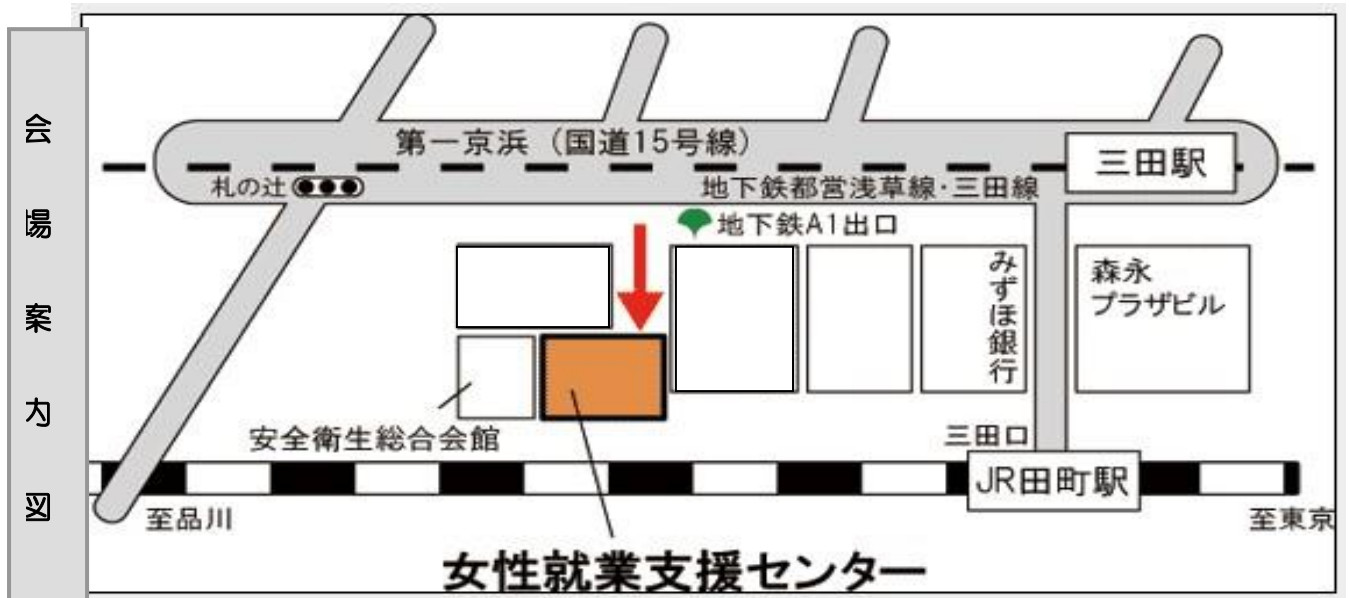 会場案内図
第一京浜（国道15号線）
三田駅
札の辻
地下鉄都営浅草線・三田線
地下鉄A1出口
みずほ銀行
森永
プラザビル
安全衛生総合会館
三田口
JR田町駅
至品川
至東京
女性就業支援センター